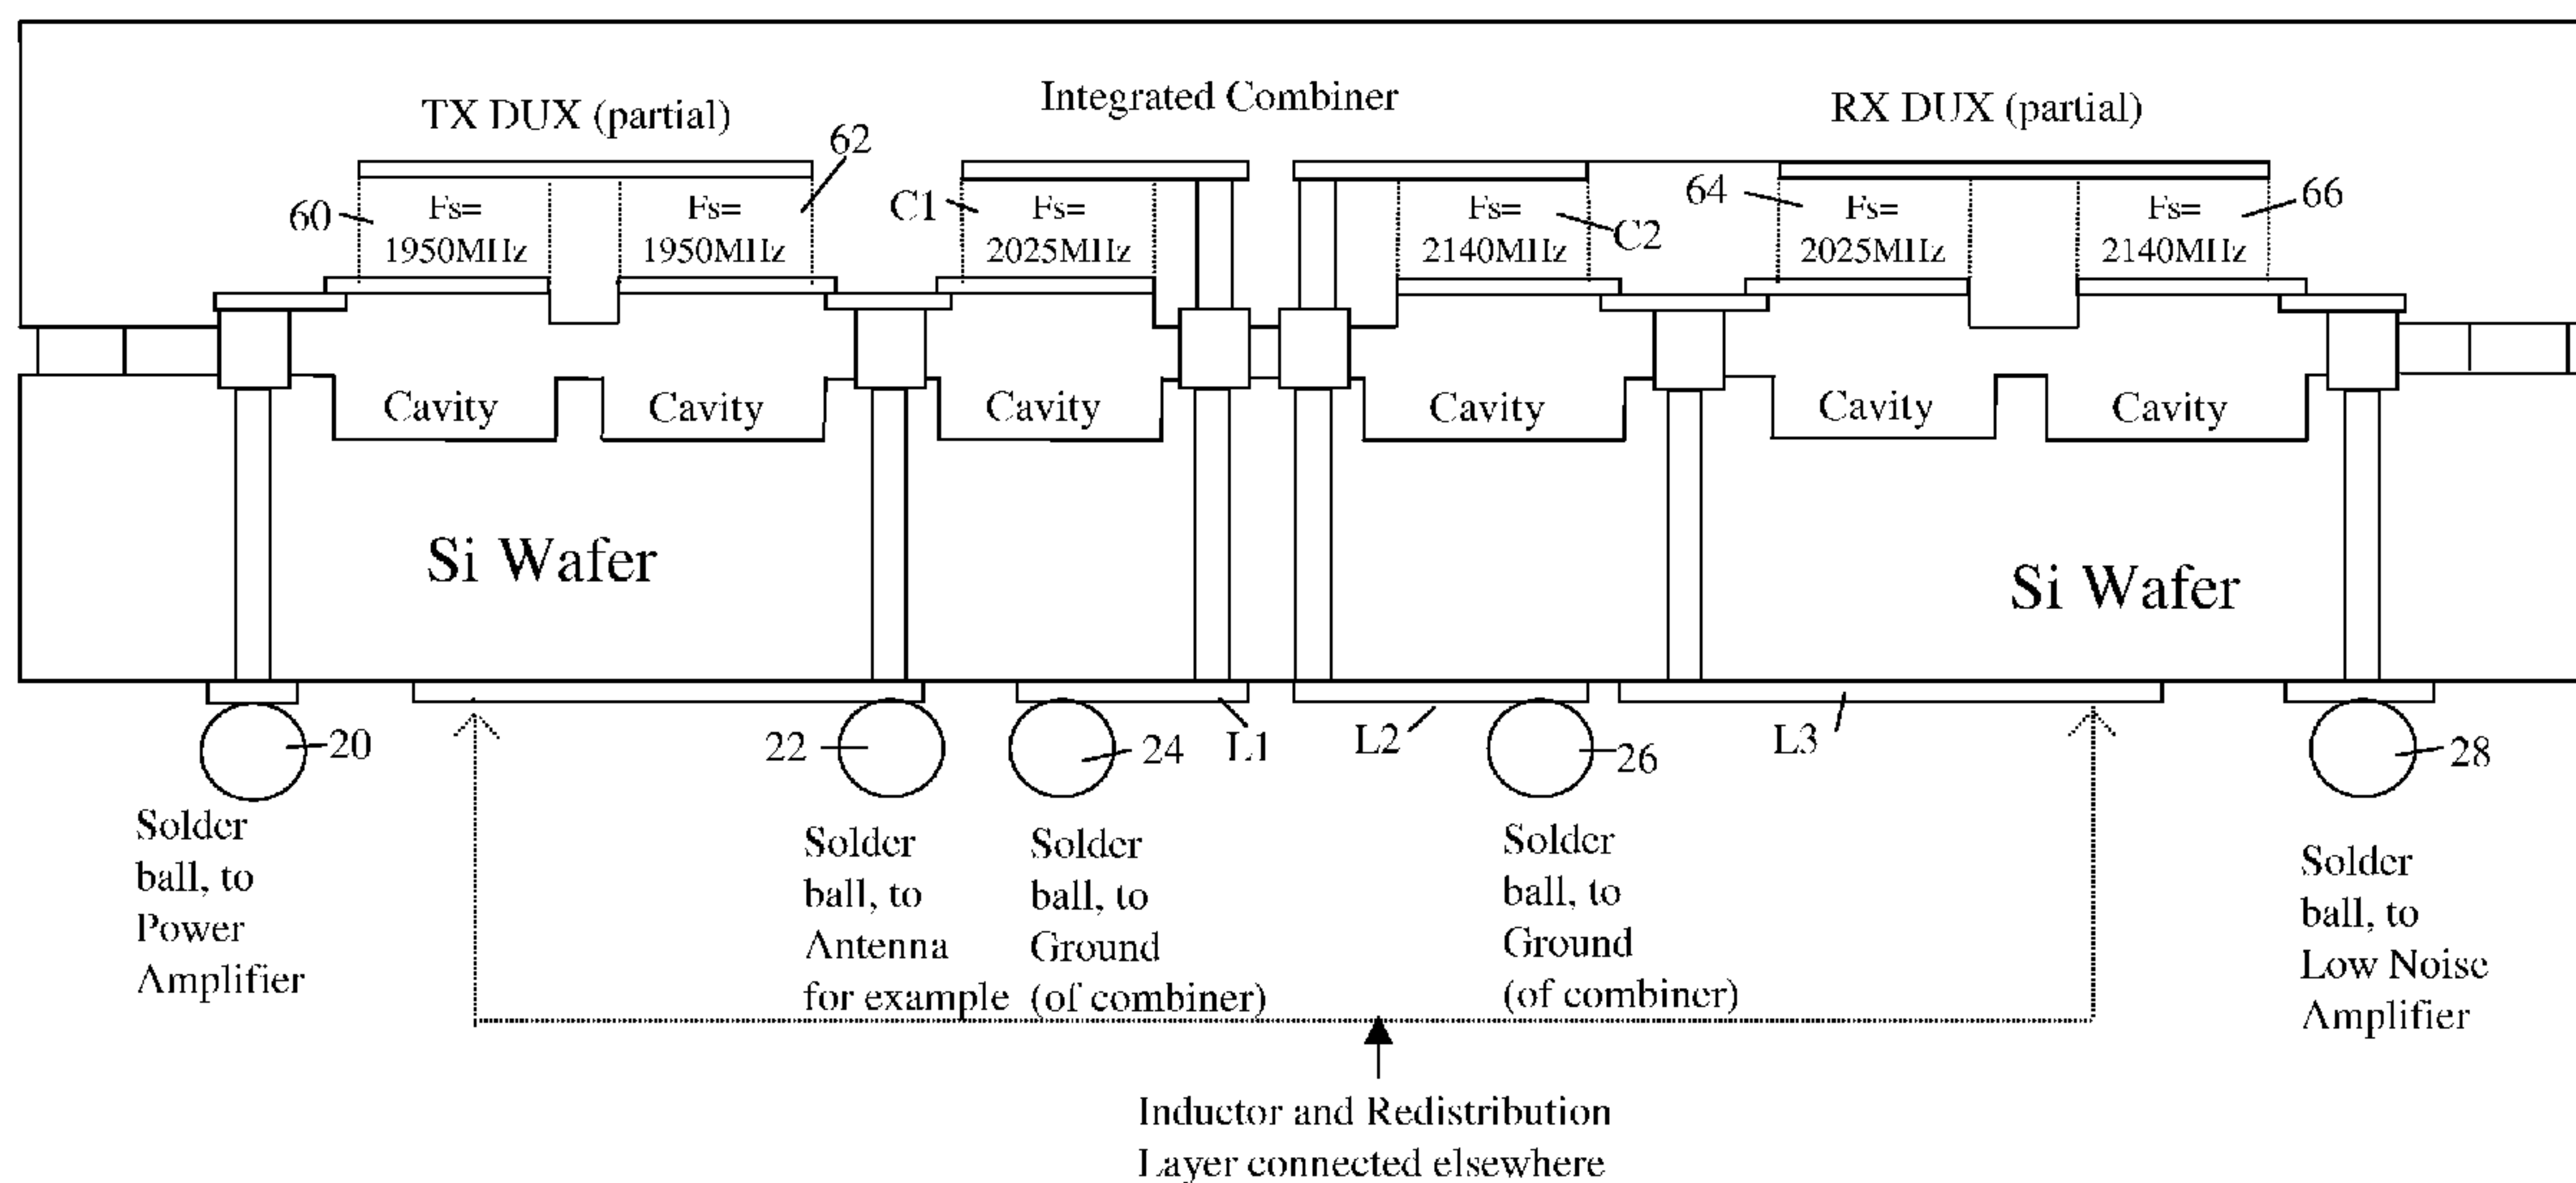 TX DUX (partial)
Integrated Combiner
RX DUX (partial)
62
60
Fs=
1950MHz
Fs=
1950MHz
C1
Fs=
2025MHz
Fs=
2140MHz
C2
64
Fs=
2025MHz
Fs=
2140MHz
66
Cavity
Cavity
Cavity
Cavity
Cavity
Cavity
Si Wafer
Si Wafer
20
22
24
L1
L2
26
L3
28
Solder
ball, to
Power
Amplifier
Solder
ball, to
Antenna
for example
Solder
ball, to
Ground
(of combiner)
Solder
ball, to
Ground
(of combiner)
Solder
ball, to
Low Noise
Amplifier
Inductor and Redistribution
Layer connected elsewhere